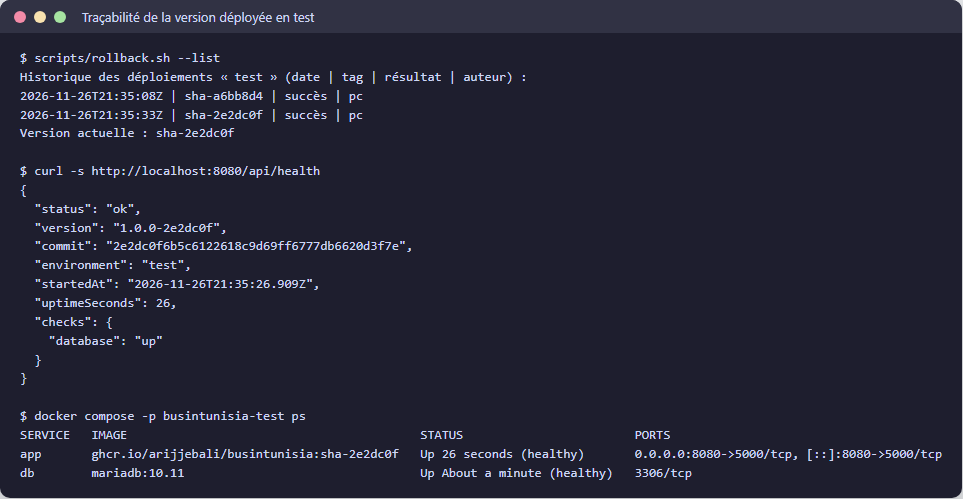 Traçabilité de la version déployée en test
$ scripts/rollback.sh --list
Historique des déploiements « test » (date | tag | résultat | auteur) :
2026-11-26T21:35:08Z | sha-a6bb8d4 | succès | pc
2026-11-26T21:35:33Z | sha-2e2dc0f | succès | pc
Version actuelle : sha-2e2dc0f
$ curl -s http://localhost:8080/api/health
{
  "status": "ok",
  "version": "1.0.0-2e2dc0f",
  "commit": "2e2dc0f6b5c6122618c9d69ff6777db6620d3f7e",
  "environment": "test",
  "startedAt": "2026-11-26T21:35:26.909Z",
  "uptimeSeconds": 26,
  "checks": {
    "database": "up"
  }
}
$ docker compose -p busintunisia-test ps
SERVICE   IMAGE                                      STATUS                       PORTS
app       ghcr.io/arijjebali/busintunisia:sha-2e2dc0f   Up 26 seconds (healthy)      0.0.0.0:8080->5000/tcp, [::]:8080->5000/tcp
db        mariadb:10.11                              Up About a minute (healthy)   3306/tcp